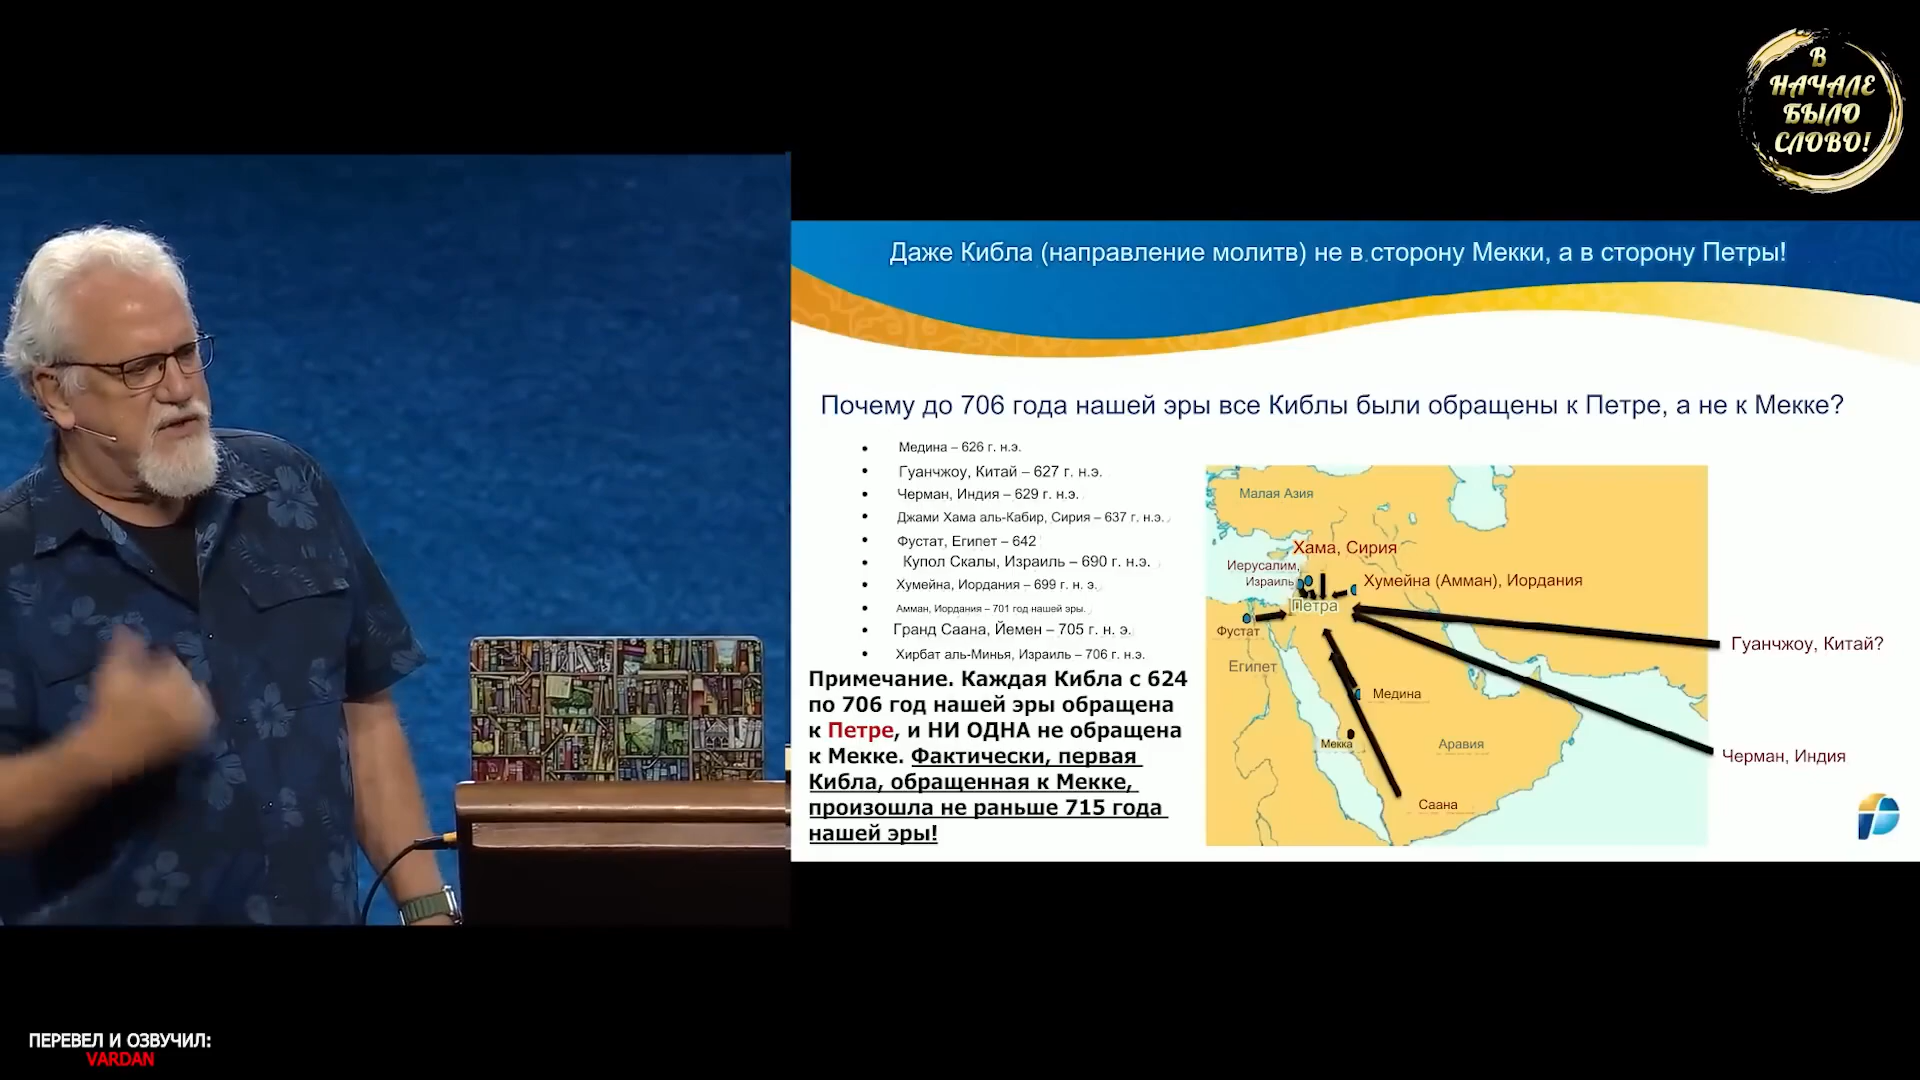 В
НАЧАЛЕ
БЫЛО
СЛОВО!
Даже Кибла (направление молитв) не в сторону Мекки, а в сторону Петры!
Почему до 706 года нашей эры все Киблы были обращены к Петре, а не к Мекке?
• Медина – 626 г. н.э.
• Гуанчжоу, Китай – 627 г. н.э.
• Черман, Индия – 629 г. н.э.
• Джами Хама аль-Кабир, Сирия – 637 г. н.э.
• Фустат, Египет – 642
• Купол Скалы, Израиль – 690 г. н.э.
• Хумейна, Иордания – 699 г. н. э.
• Амман, Иордания – 701 год нашей эры.
• Гранд Саана, Йемен – 705 г. н. э.
• Хирбат аль-Минья, Израиль – 706 г. н.э.
Примечание. Каждая Кибла с 624
по 706 год нашей эры обращена
к Петре, и НИ ОДНА не обращена
к Мекке. Фактически, первая
Кибла, обращенная к Мекке,
произошла не раньше 715 года
нашей эры!
Малая Азия
Хама, Сирия
Иерусалим,
Израиль
Хумейна (Амман), Иордания
Петра
Фустат
Гуанчжоу, Китай?
Египет
Медина
Мекка
Аравия
Черман, Индия
Саана
ПЕРЕВЕЛ И ОЗВУЧИЛ:
VARDAN